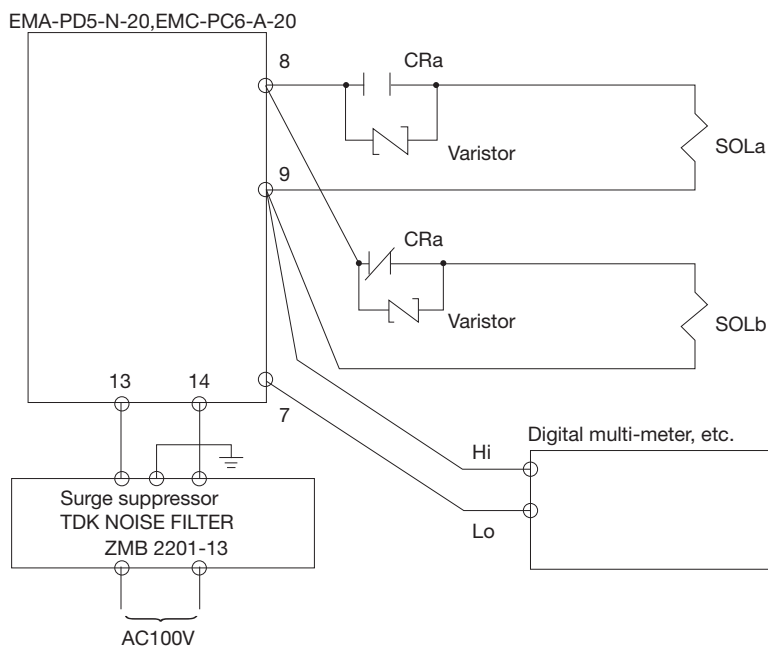 EMA-PD5-N-20,EMC-PC6-A-20
8
CRa
Varistor
SOLa
9
CRa
Varistor
SOLb
13
14
7
Digital multi-meter, etc.
Hi
Lo
Surge suppressor
TDK NOISE FILTER
ZMB 2201-13
AC100V